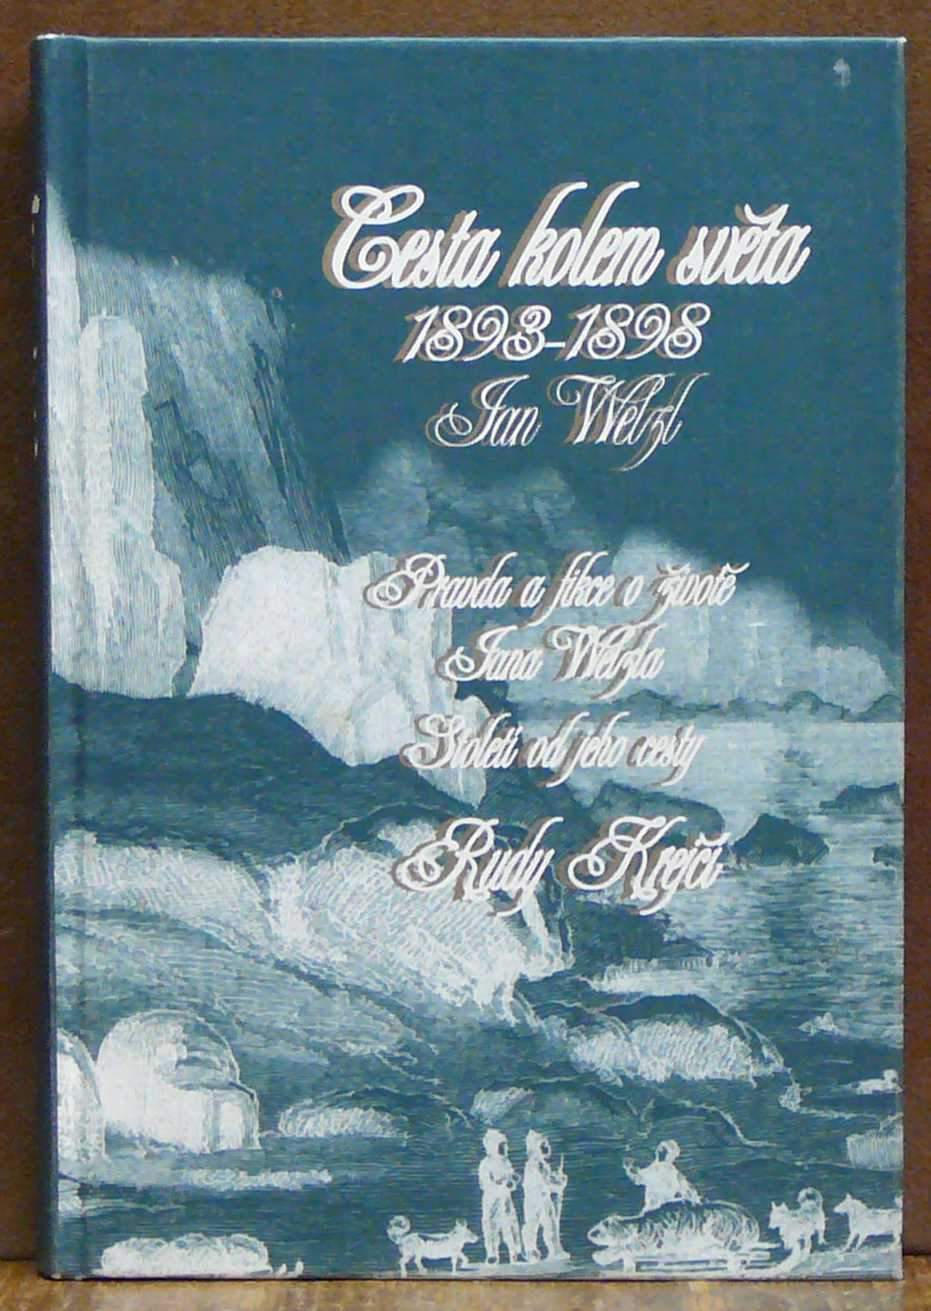 Cesta kolem světa
1893-1898
Jan Welzl
Pravda a fikce o životě
Jana Welzla
Století od jeho cesty
Rudy Krejčí